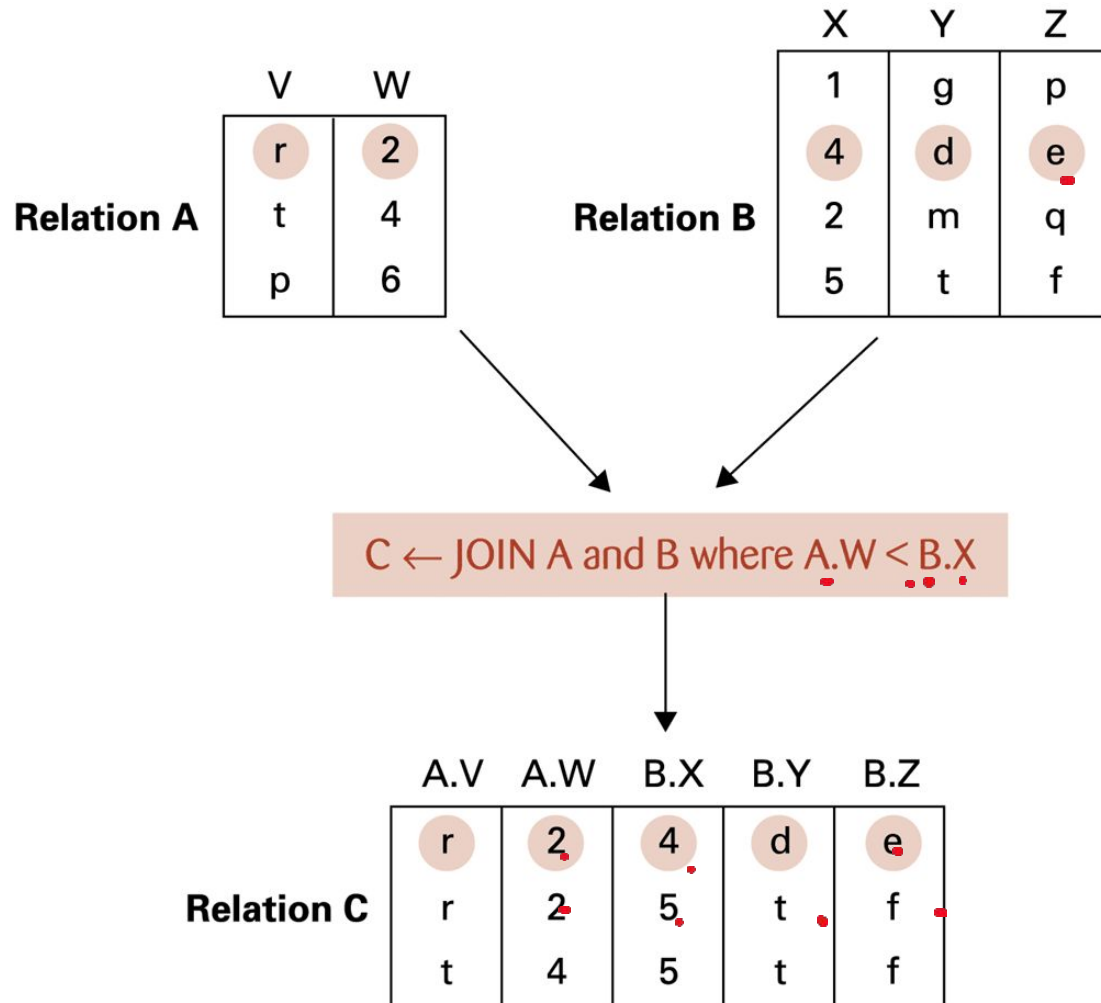 X Y Z
V W
1 g p
r 2
4 d e
Relation A
t 4
Relation B
2 m q
p 6
5 t f
C ← JOIN A and B where A.W < B.X
A.V A.W B.X B.Y B.Z
r 2 4 d e
Relation C
r 2 5 t f
t 4 5 t f